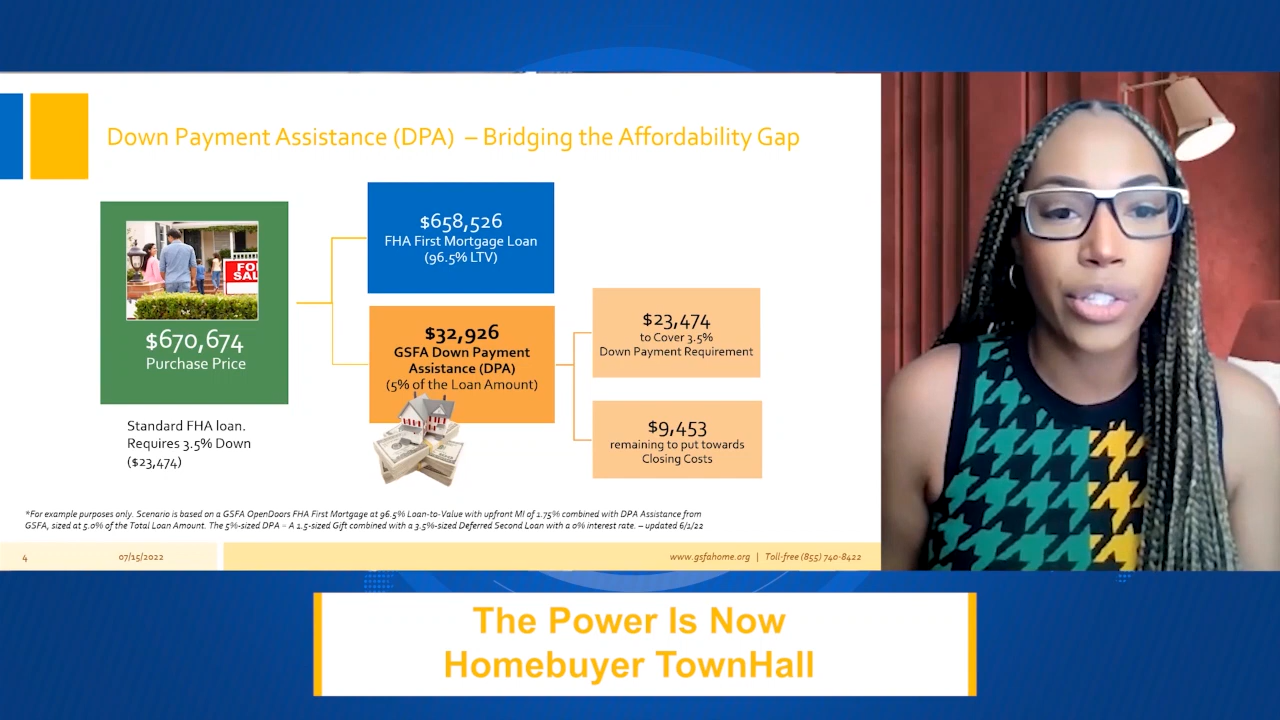 Down Payment Assistance (DPA) – Bridging the Affordability Gap
FO
SAL
$670,674
Purchase Price
Standard FHA loan.
Requires 3.5% Down
($23,474)
$658,526
FHA First Mortgage Loan
(96.5% LTV)
$32,926
GSFA Down Payment
Assistance (DPA)
(5% of the Loan Amount)
$23,474
to Cover 3.5%
Down Payment Requirement
$9,453
remaining to put towards
Closing Costs
*For example purposes only. Scenario is based on a GSFA OpenDoors FHA First Mortgage at 96.5% Loan-to-Value with upfront MI of 1.75% combined with DPA Assistance from
GSFA, sized at 5.0% of the Total Loan Amount. The 5%-sized DPA – A 1.5-sized Gift combined with a 3.5%-sized Deferred Second Loan with a 0% interest rate. – updated 6/1/22
4 07/15/2022 www.gsfahome.org | Toll-free (855) 740-8422
The Power Is Now
Homebuyer TownHall